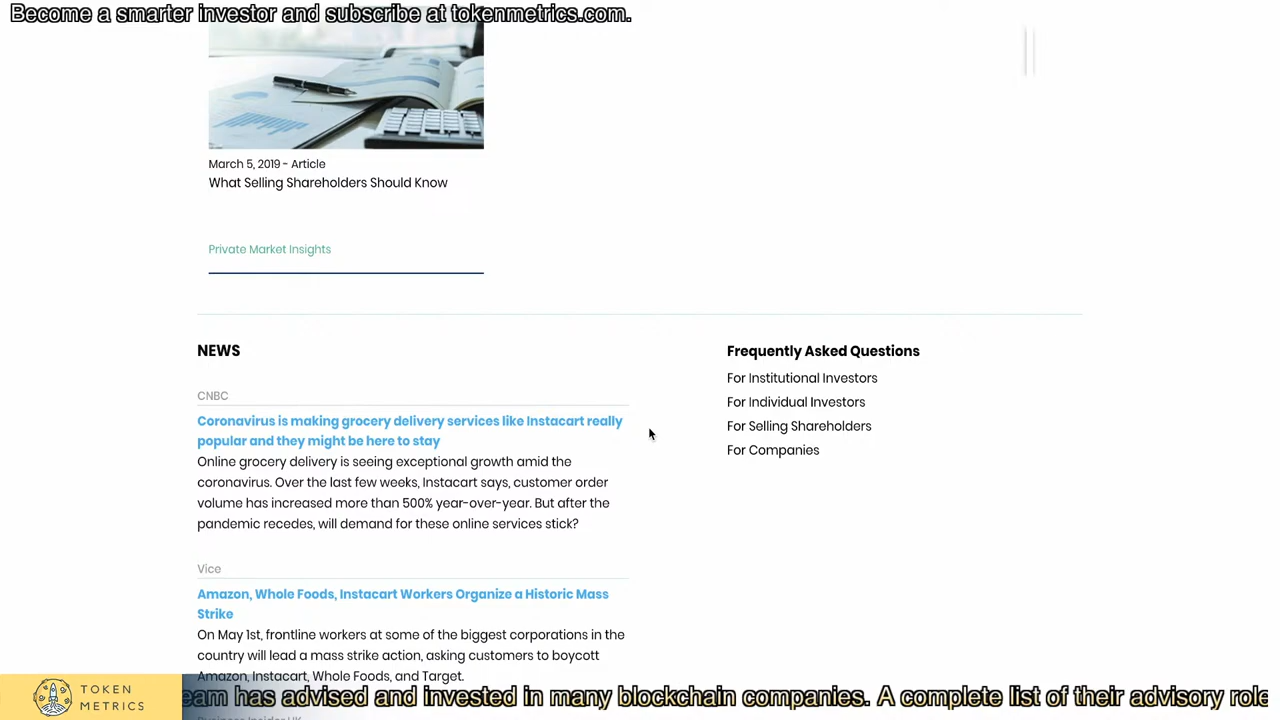 Become a smarter investor and subscribe at tokenmetrics.com.
March 5, 2019 - Article
What Selling Shareholders Should Know
Private Market Insights
NEWS
CNBC
Coronavirus is making grocery delivery services like Instacart really
popular and they might be here to stay
Online grocery delivery is seeing exceptional growth amid the
coronavirus. Over the last few weeks, Instacart says, customer order
volume has increased more than 500% year-over-year. But after the
pandemic recedes, will demand for these online services stick?
Vice
Amazon, Whole Foods, Instacart Workers Organize a Historic Mass
Strike
On May 1st, frontline workers at some of the biggest corporations in the
country will lead a mass strike action, asking customers to boycott
Amazon, Instacart, Whole Foods, and Target.
Frequently Asked Questions
For Institutional Investors
For Individual Investors
For Selling Shareholders
For Companies
TOKEN
METRICS
eam has advised and invested in many blockchain companies. A complete list of their advisory role